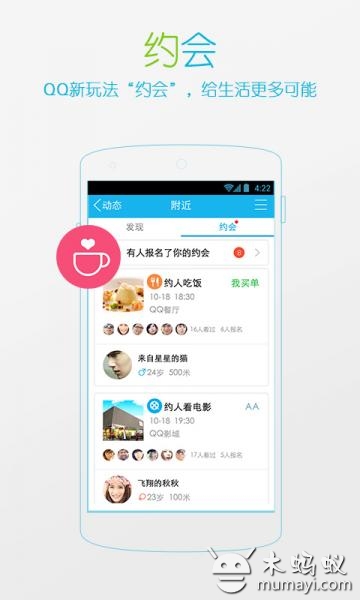 约会
QQ新玩法“约会”，给生活更多可能
4:22
动态
附近
发现
约会
有人报名了你的约会
8
约人吃饭
我买单
10-18 18:30
QQ餐厅
16人看过 6人报名
来自星星的猫
24岁 500米
约人看电影
AA
10-18 19:30
QQ影城
17人看过 5人报名
飞翔的杯子
23岁 100米
木蚂蚁
mumayi.com